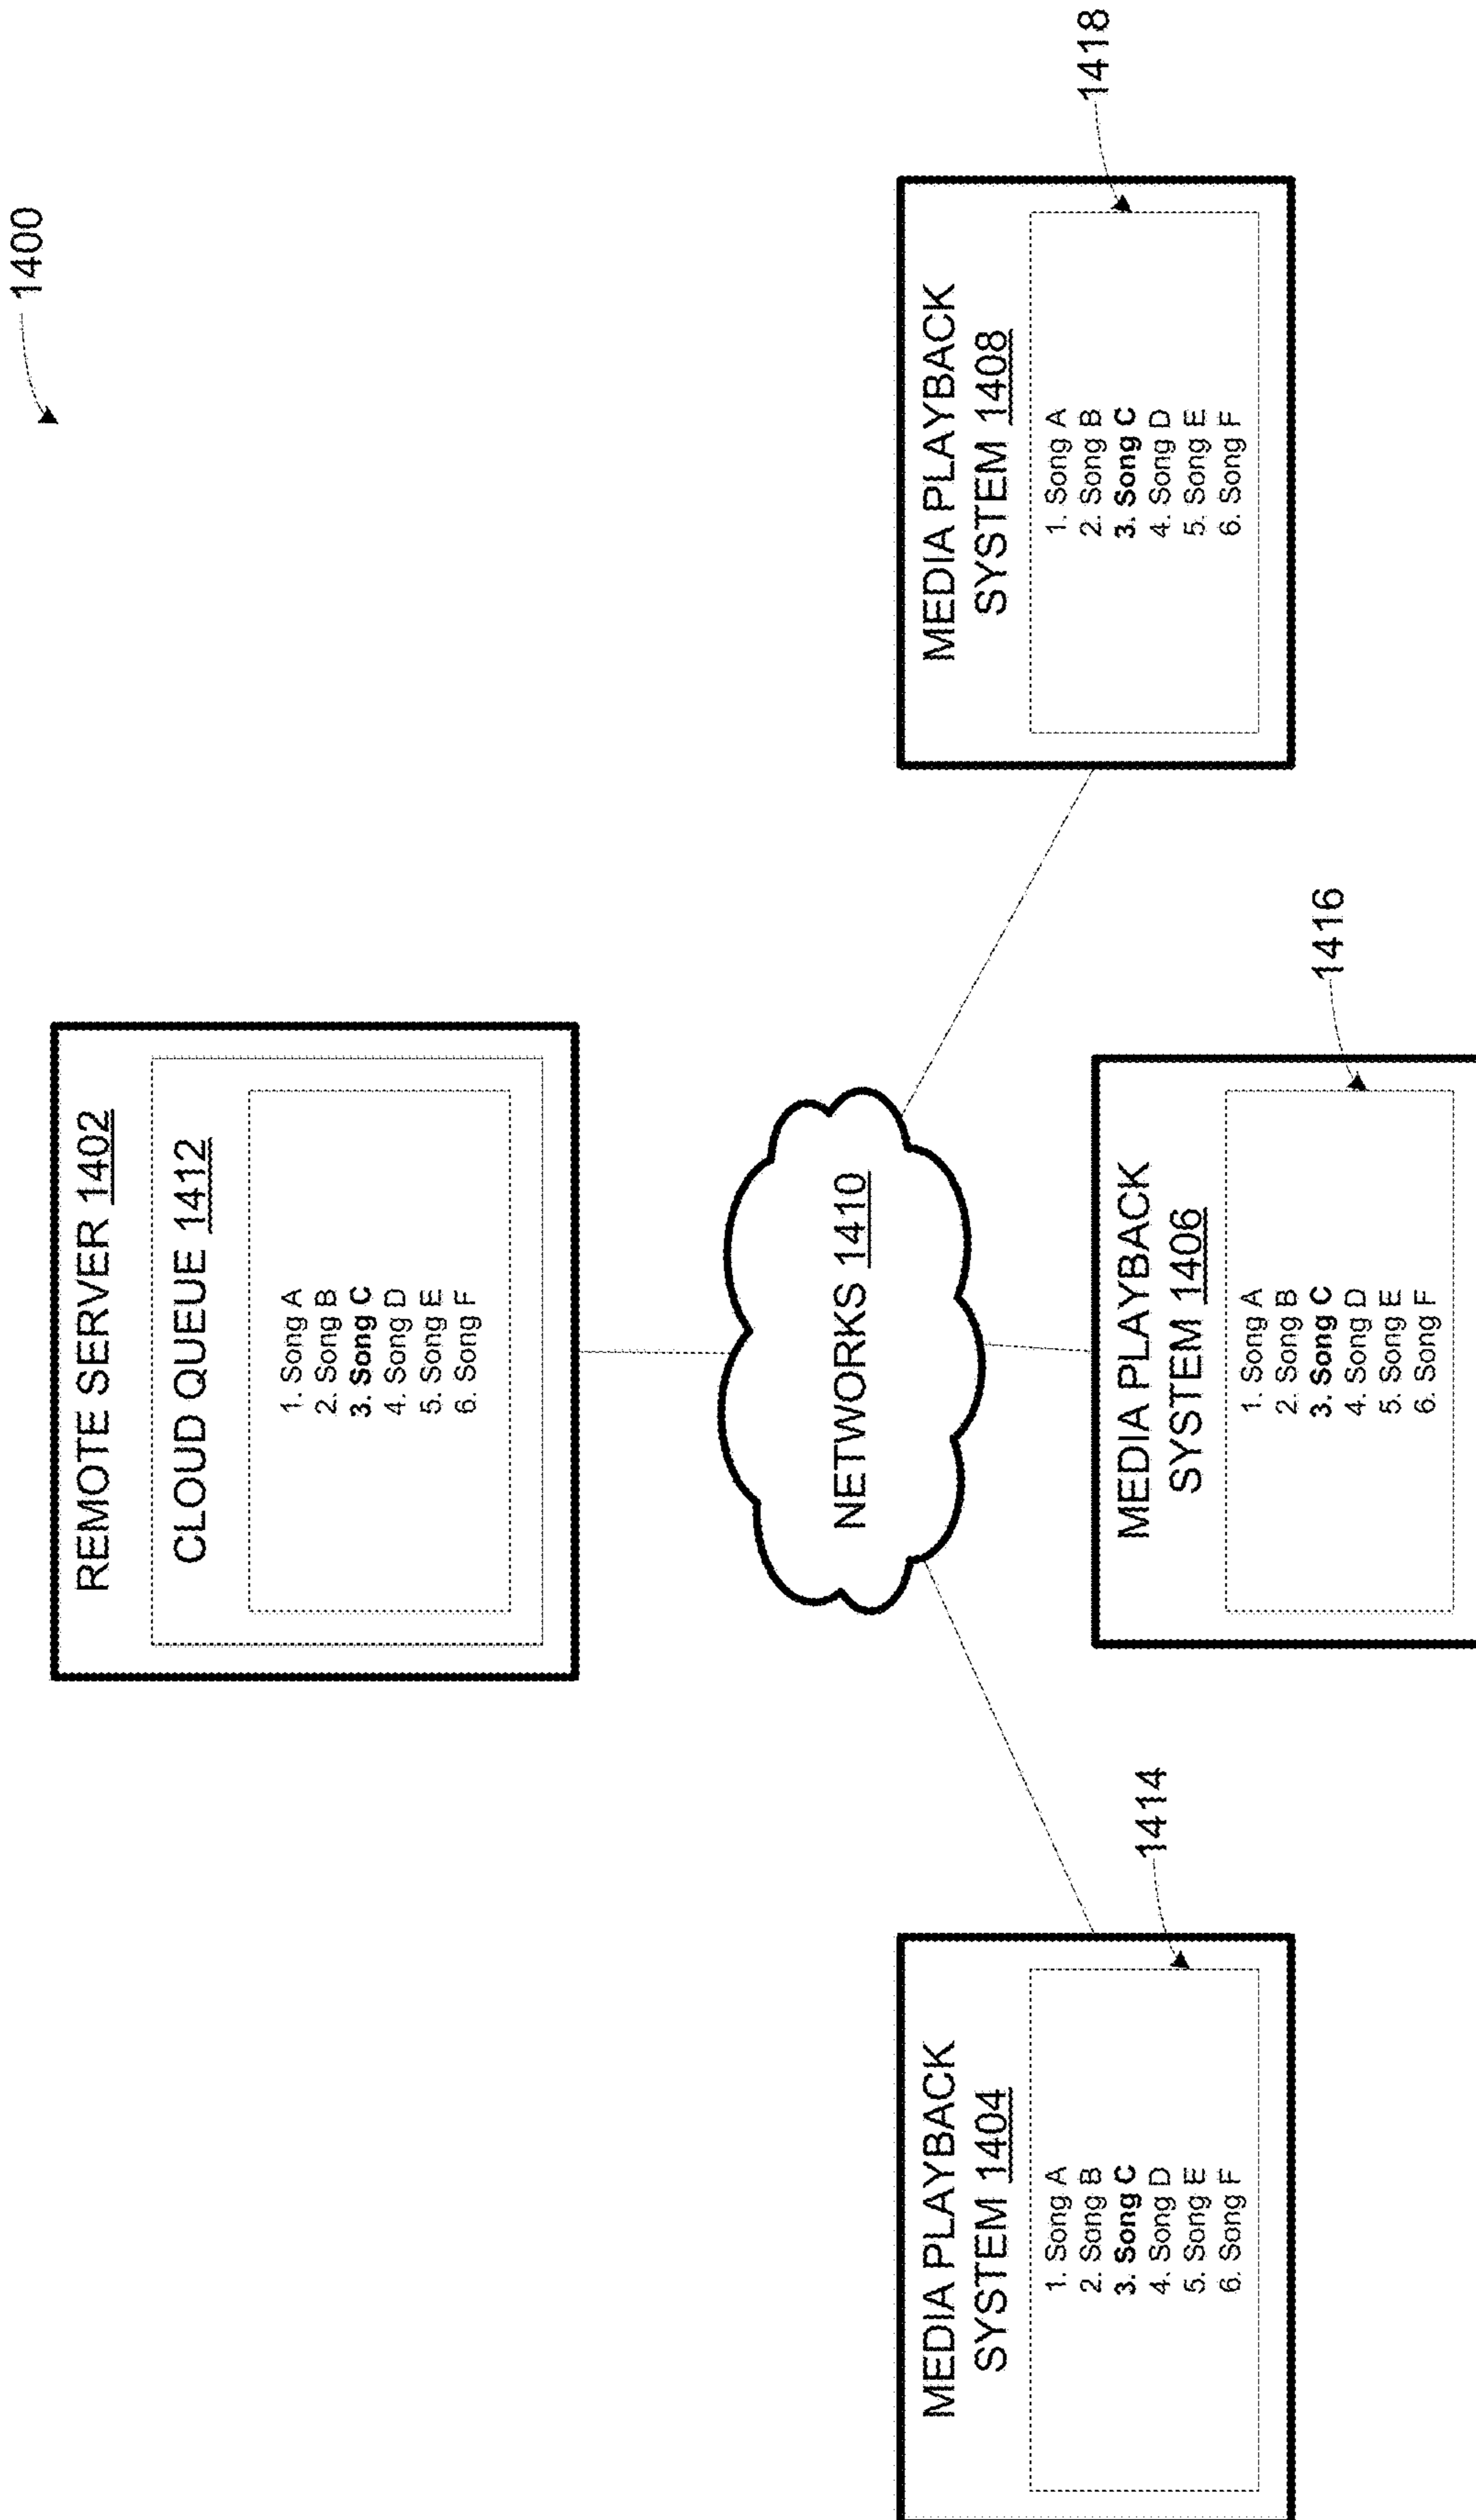 1400
REMOTE SERVER 1402
CLOUD QUEUE 1412
1. Song A
2. Song B
3. Song C
4. Song D
5. Song E
6. Song F
NETWORKS 1410
MEDIA PLAYBACK
SYSTEM 1404
1. Song A
2. Song B
3. Song C
4. Song D
5. Song E
6. Song F
1414
MEDIA PLAYBACK
SYSTEM 1406
1. Song A
2. Song B
3. Song C
4. Song D
5. Song E
6. Song F
1416
MEDIA PLAYBACK
SYSTEM 1408
1. Song A
2. Song B
3. Song C
4. Song D
5. Song E
6. Song F
1418